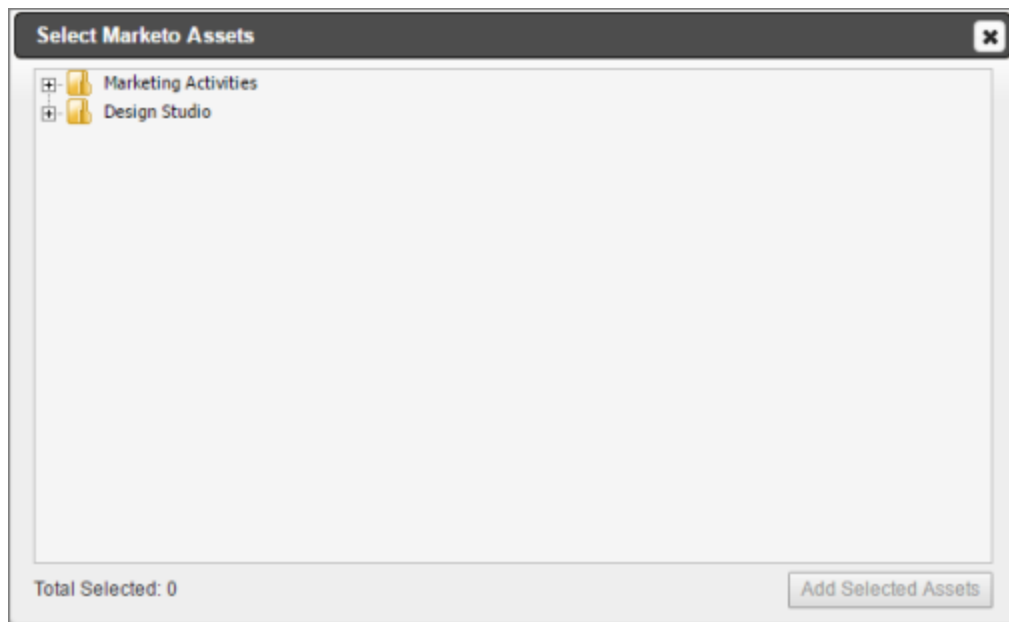 Select Marketo Assets
Marketing Activities
Design Studio
Total Selected: 0
Add Selected Assets